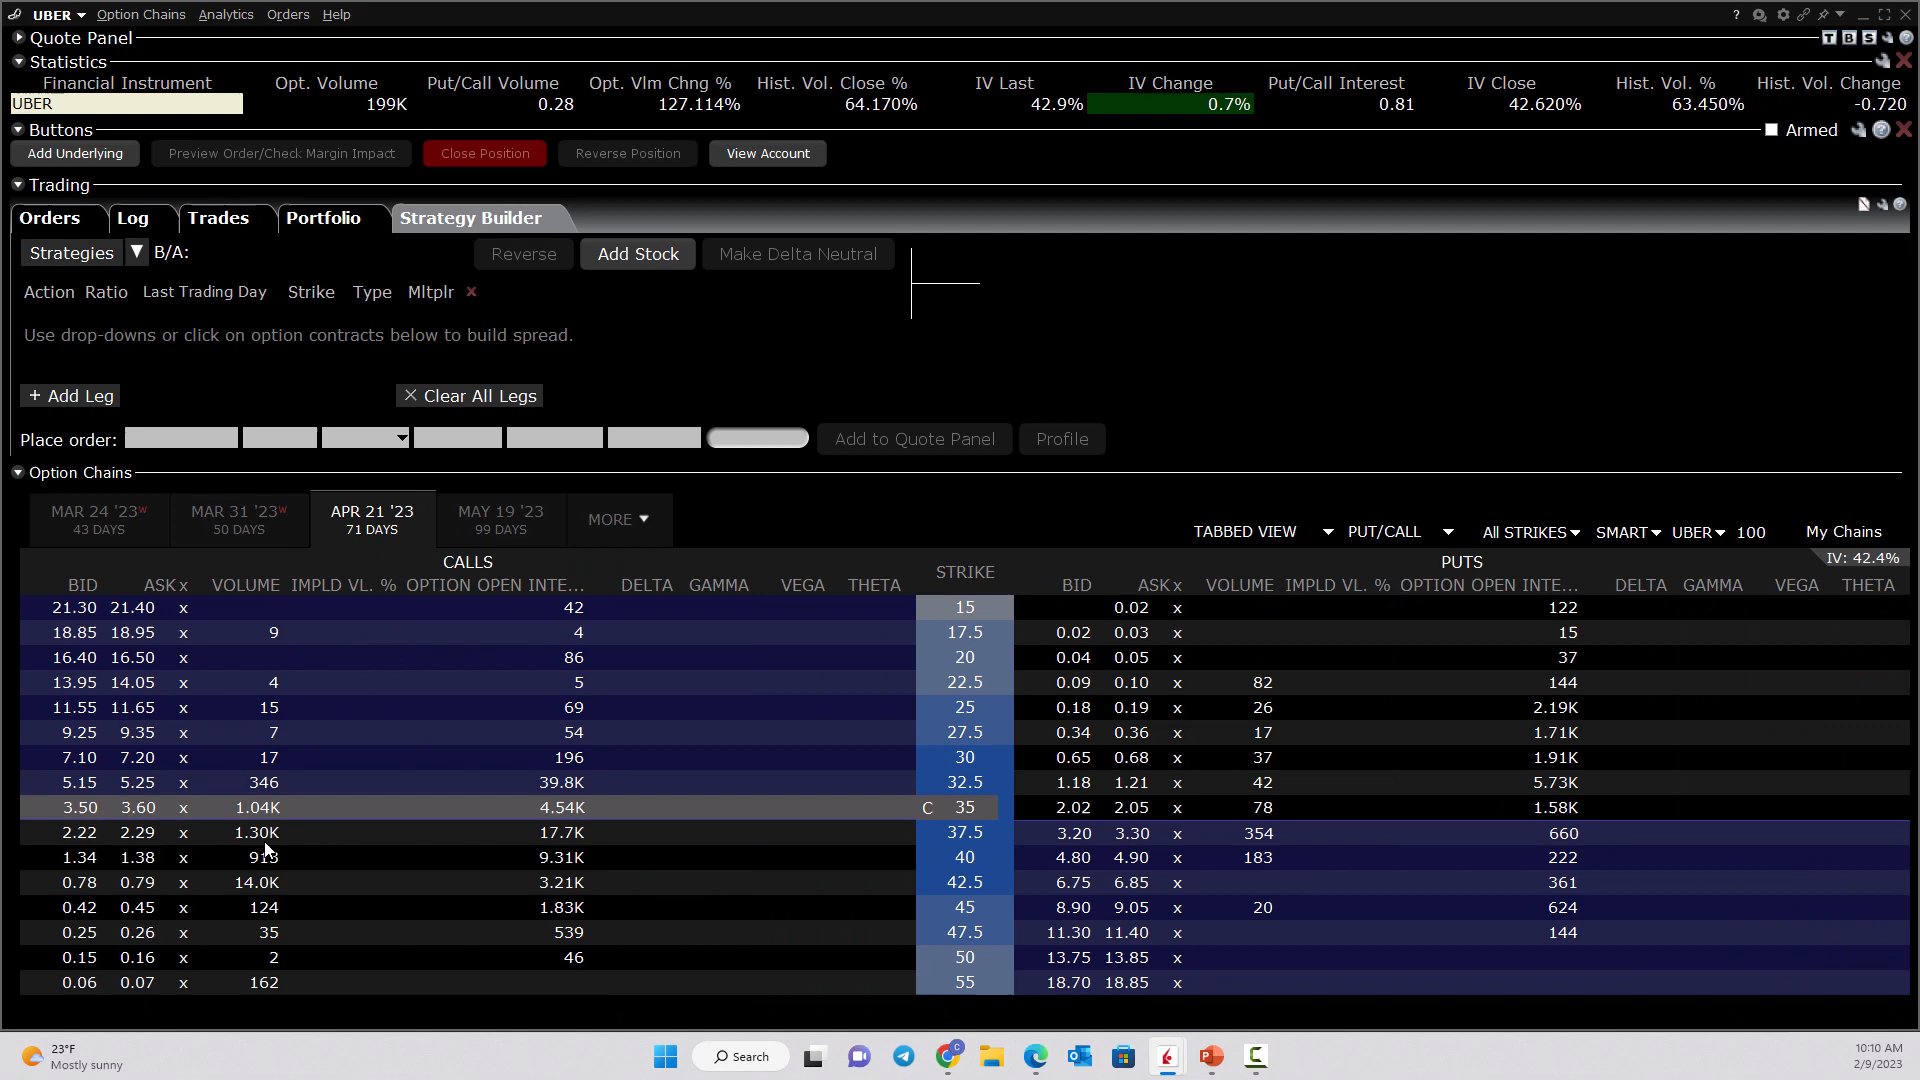 UBER Option Chains Analytics Orders Help ?
Quote Panel T B S
Statistics
Financial Instrument Opt. Volume Put/Call Volume Opt. Vlm Chng % Hist. Vol. Close % IV Last IV Change Put/Call Interest IV Close Hist. Vol. % Hist. Vol. Change
UBER 199K 0.28 127.114% 64.170% 42.9% 0.7% 0.81 42.620% 63.450% -0.720
Buttons Armed
Add Underlying Preview Order/Check Margin Impact Close Position Reverse Position View Account
Trading
Orders Log Trades Portfolio Strategy Builder
Strategies B/A: Reverse Add Stock Make Delta Neutral
Action Ratio Last Trading Day Strike Type Mltplr x
Use drop-downs or click on option contracts below to build spread.
+ Add Leg X Clear All Legs
Place order: Add to Quote Panel Profile
Option Chains
MAR 24 '23W MAR 31 '23W APR 21 '23 MAY 19 '23 MORE
43 DAYS 50 DAYS 71 DAYS 99 DAYS
TABBED VIEW PUT/CALL All STRIKES SMART UBER 100 My Chains
CALLS STRIKE PUTS IV: 42.4%
BID ASK x VOLUME IMPLD VL. % OPTION OPEN INTE... DELTA GAMMA VEGA THETA BID ASK x VOLUME IMPLD VL. % OPTION OPEN INTE... DELTA GAMMA VEGA THETA
21.30 21.40 x 42 15 0.02 x 122
18.85 18.95 x 9 4 17.5 0.02 0.03 x 15
16.40 16.50 x 86 20 0.04 0.05 x 37
13.95 14.05 x 4 5 22.5 0.09 0.10 x 82 144
11.55 11.65 x 15 69 25 0.18 0.19 x 26 2.19K
9.25 9.35 x 7 54 27.5 0.34 0.36 x 17 1.71K
7.10 7.20 x 17 196 30 0.65 0.68 x 37 1.91K
5.15 5.25 x 346 39.8K 32.5 1.18 1.21 x 42 5.73K
3.50 3.60 x 1.04K 4.54K C 35 2.02 2.05 x 78 1.58K
2.22 2.29 x 1.30K 17.7K 37.5 3.20 3.30 x 354 660
1.34 1.38 x 9.31K 40 4.80 4.90 x 183 222
0.78 0.79 x 14.0K 3.21K 42.5 6.75 6.85 x 361
0.42 0.45 x 124 1.83K 45 8.90 9.05 x 20 624
0.25 0.26 x 35 539 47.5 11.30 11.40 x 144
0.15 0.16 x 2 46 50 13.75 13.85 x
0.06 0.07 x 162 55 18.70 18.85 x
23°F
Mostly sunny
Search
10:10 AM
2/9/2023